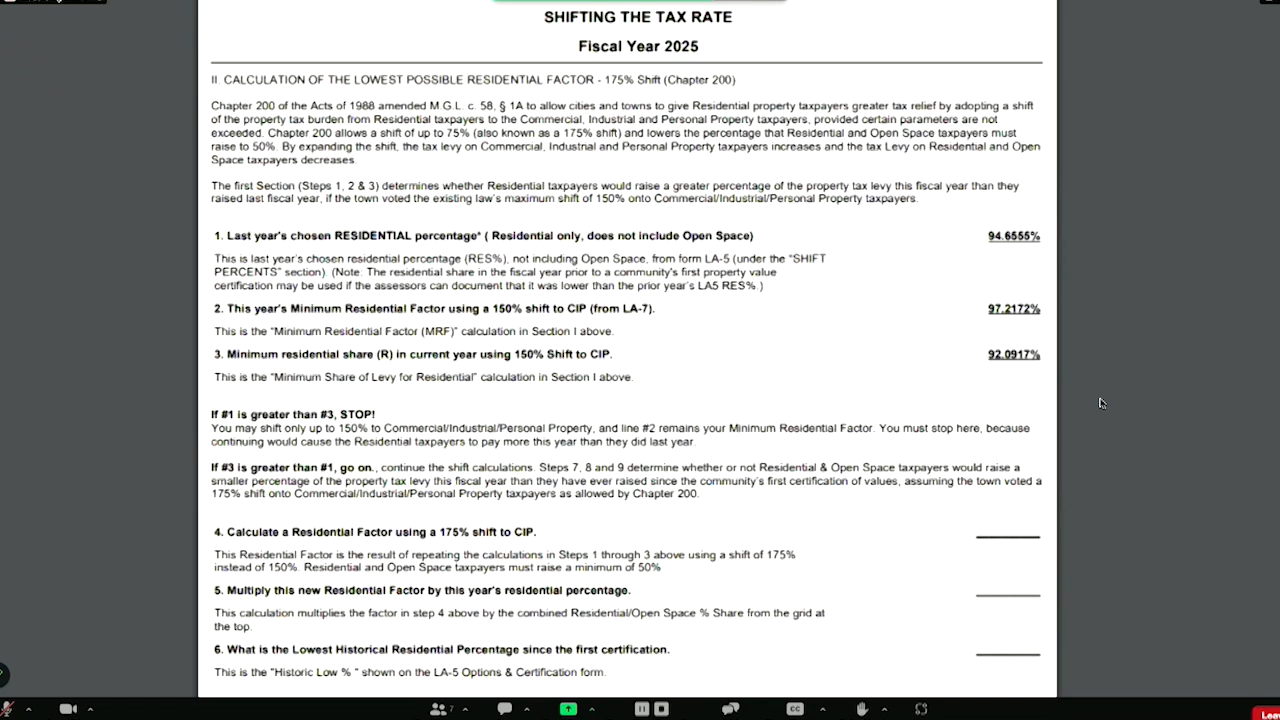 SHIFTING THE TAX RATE
Fiscal Year 2025
II. CALCULATION OF THE LOWEST POSSIBLE RESIDENTIAL FACTOR - 175% Shift (Chapter 200)
Chapter 200 of the Acts of 1988 amended M.G.L. c. 58, § 1A to allow cities and towns to give Residential property taxpayers greater tax relief by adopting a shift
of the property tax burden from Residential taxpayers to the Commercial, Industrial and Personal Property taxpayers, provided certain parameters are not
exceeded. Chapter 200 allows a shift of up to 75% (also known as a 175% shift) and lowers the percentage that Residential and Open Space taxpayers must
raise to 50%. By expanding the shift, the tax levy on Commercial, Industrial and Personal Property taxpayers increases and the tax Levy on Residential and Open
Space taxpayers decreases.
The first Section (Steps 1, 2 & 3) determines whether Residential taxpayers would raise a greater percentage of the property tax levy this fiscal year than they
raised last fiscal year, if the town voted the existing law's maximum shift of 150% onto Commercial/Industrial/Personal Property taxpayers.
1. Last year's chosen RESIDENTIAL percentage* ( Residential only, does not include Open Space) 94.6555%
This is last year's chosen residential percentage (RES%), not including Open Space, from form LA-5 (under the "SHIFT
PERCENTS" section). (Note: The residential share in the fiscal year prior to a community's first property value
certification may be used if the assessors can document that it was lower than the prior year's LA5 RES%.)
2. This year's Minimum Residential Factor using a 150% shift to CIP (from LA-7). 97.2172%
This is the "Minimum Residential Factor (MRF)" calculation in Section I above.
3. Minimum residential share (R) in current year using 150% Shift to CIP. 92.0917%
This is the "Minimum Share of Levy for Residential" calculation in Section I above.
If #1 is greater than #3, STOP!
You may shift only up to 150% to Commercial/Industrial/Personal Property, and line #2 remains your Minimum Residential Factor. You must stop here, because
continuing would cause the Residential taxpayers to pay more this year than they did last year.
If #3 is greater than #1, go on., continue the shift calculations. Steps 7, 8 and 9 determine whether or not Residential & Open Space taxpayers would raise a
smaller percentage of the property tax levy this fiscal year than they have ever raised since the community's first certification of values, assuming the town voted a
175% shift onto Commercial/Industrial/Personal Property taxpayers as allowed by Chapter 200.
4. Calculate a Residential Factor using a 175% shift to CIP.
This Residential Factor is the result of repeating the calculations in Steps 1 through 3 above using a shift of 175%
instead of 150%. Residential and Open Space taxpayers must raise a minimum of 50%
5. Multiply this new Residential Factor by this year's residential percentage.
This calculation multiplies the factor in step 4 above by the combined Residential/Open Space % Share from the grid at
the top.
6. What is the Lowest Historical Residential Percentage since the first certification.
This is the "Historic Low % " shown on the LA-5 Options & Certification form.
7
CC